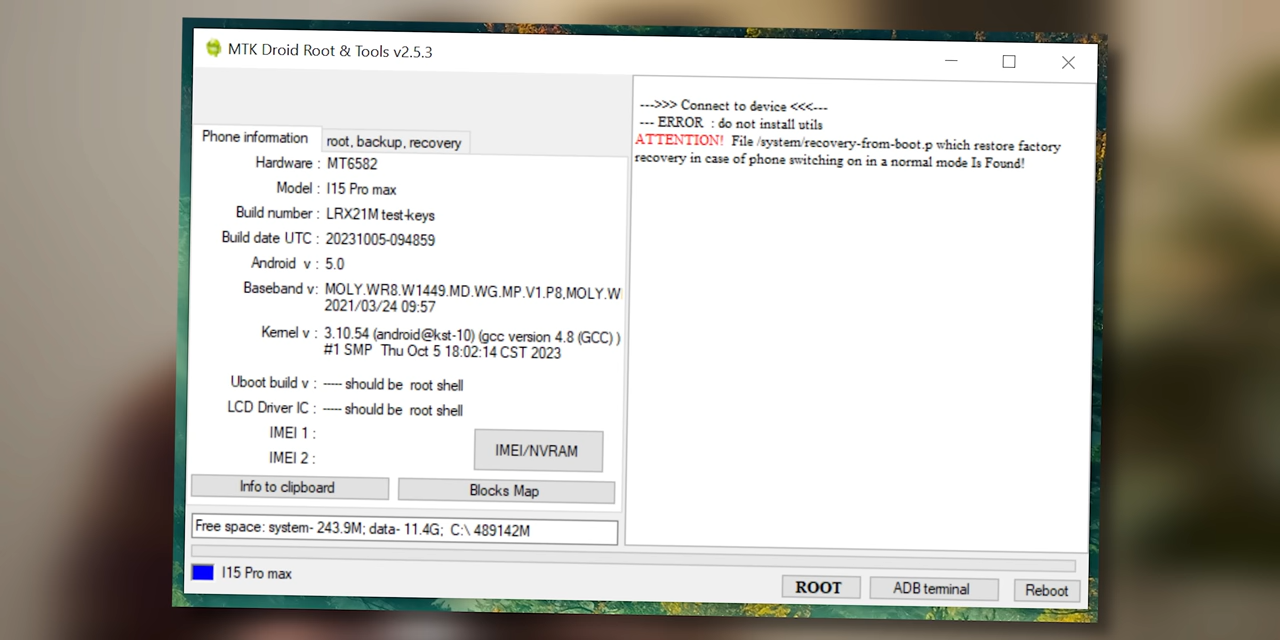 MTK Droid Root & Tools v2.5.3
Phone information
root, backup, recovery
Hardware : MT6582
Model : I15 Pro max
Build number : LRX21M test-keys
Build date UTC : 20231005-094859
Android v : 5.0
Baseband v: MOLY.WR8.W1449.MD.WG.MP.V1.P8,MOLY.W
2021/03/24 09:57
Kernel v : 3.10.54 (android@kst-10) (gcc version 4.8 (GCC) )
#1 SMP Thu Oct 5 18:02:14 CST 2023
Uboot build v : ----- should be root shell
LCD Driver IC : ----- should be root shell
IMEI 1 :
IMEI 2 :
IMEI/NVRAM
Info to clipboard
Blocks Map
Free space: system- 243.9M; data- 11.4G; C:\ 489142M
I15 Pro max
--->>> Connect to device <<<---
--- ERROR : do not install utils
ATTENTION! File /system/recovery-from-boot.p which restore factory
recovery in case of phone switching on in a normal mode Is Found!
ROOT
ADB terminal
Reboot